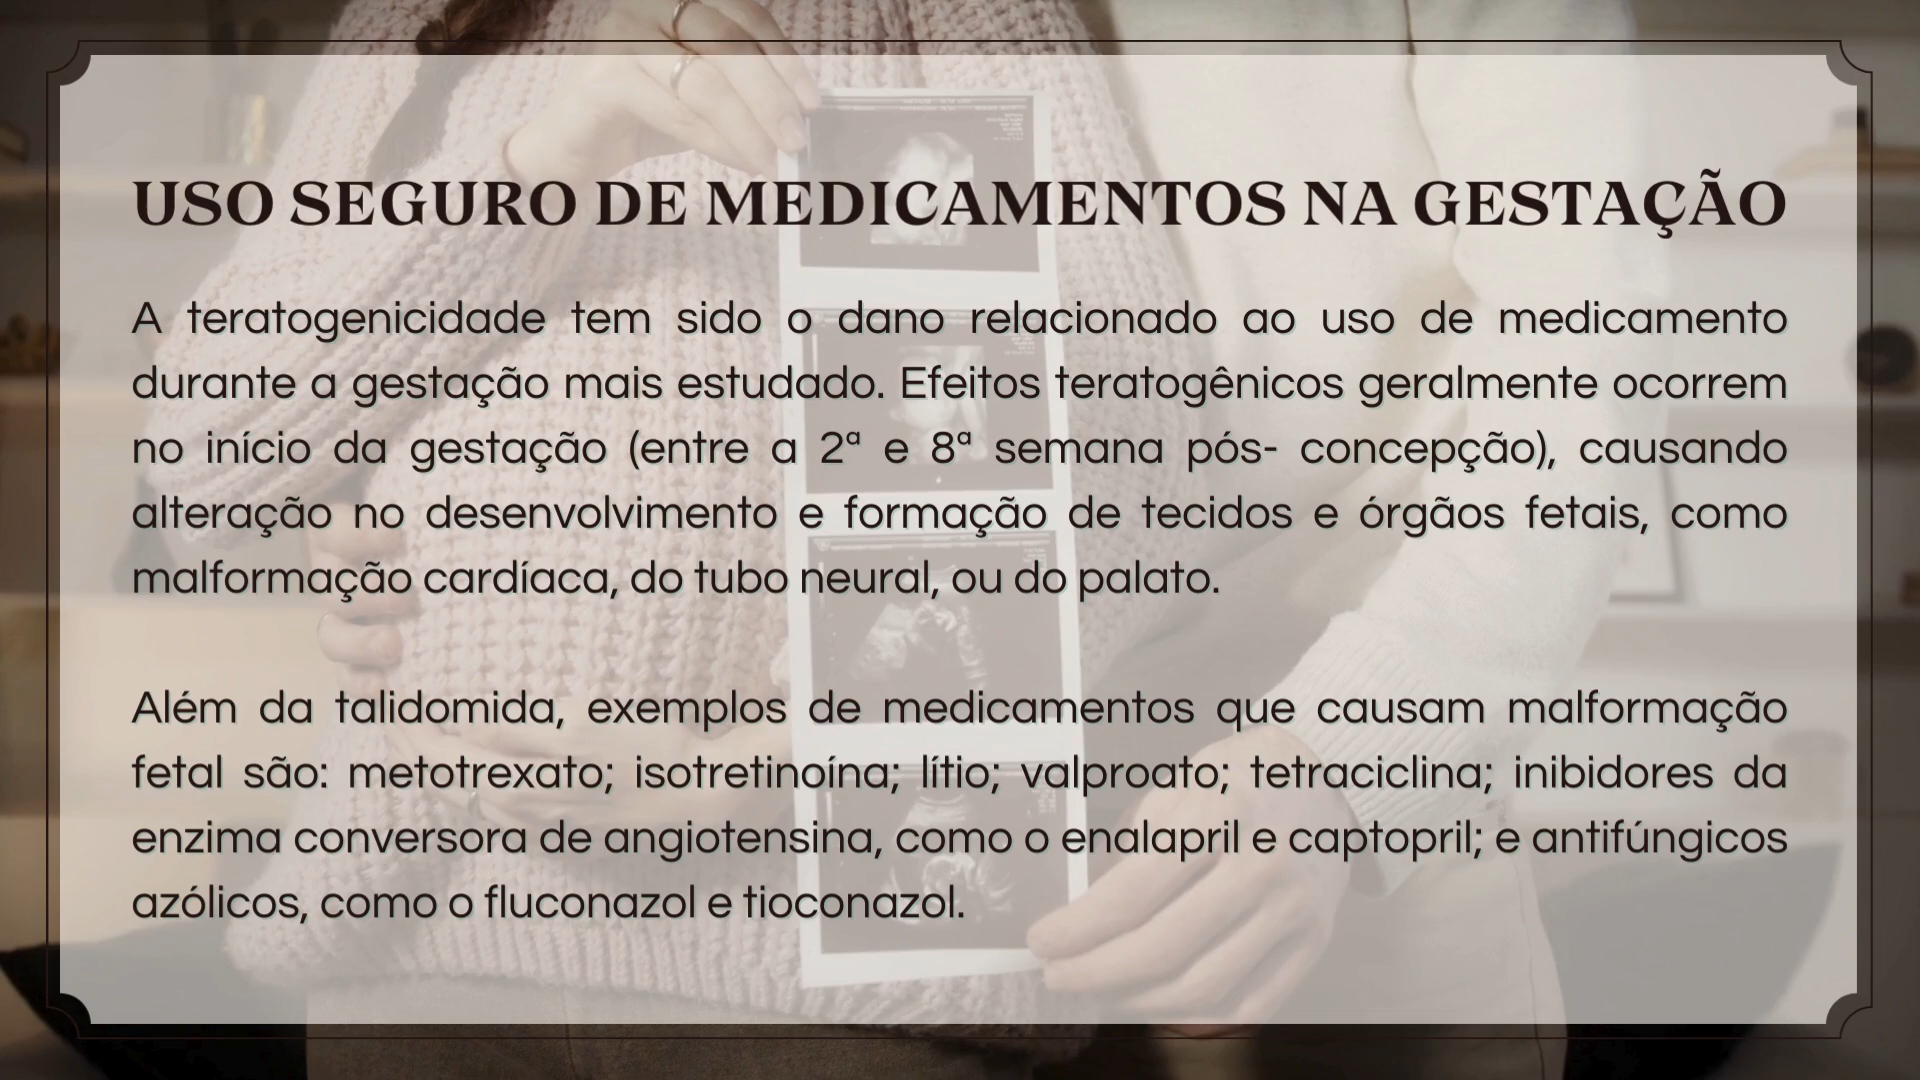 USO SEGURO DE MEDICAMENTOS NA GESTAÇÃO
A teratogenicidade tem sido o dano relacionado ao uso de medicamento
durante a gestação mais estudado. Efeitos teratogênicos geralmente ocorrem
no início da gestação (entre a 2ª e 8ª semana pós- concepção), causando
alteração no desenvolvimento e formação de tecidos e órgãos fetais, como
malformação cardíaca, do tubo neural, ou do palato.
Além da talidomida, exemplos de medicamentos que causam malformação
fetal são: metotrexato; isotretinoína; lítio; valproato; tetraciclina; inibidores da
enzima conversora de angiotensina, como o enalapril e captopril; e antifúngicos
azólicos, como o fluconazol e tioconazol.